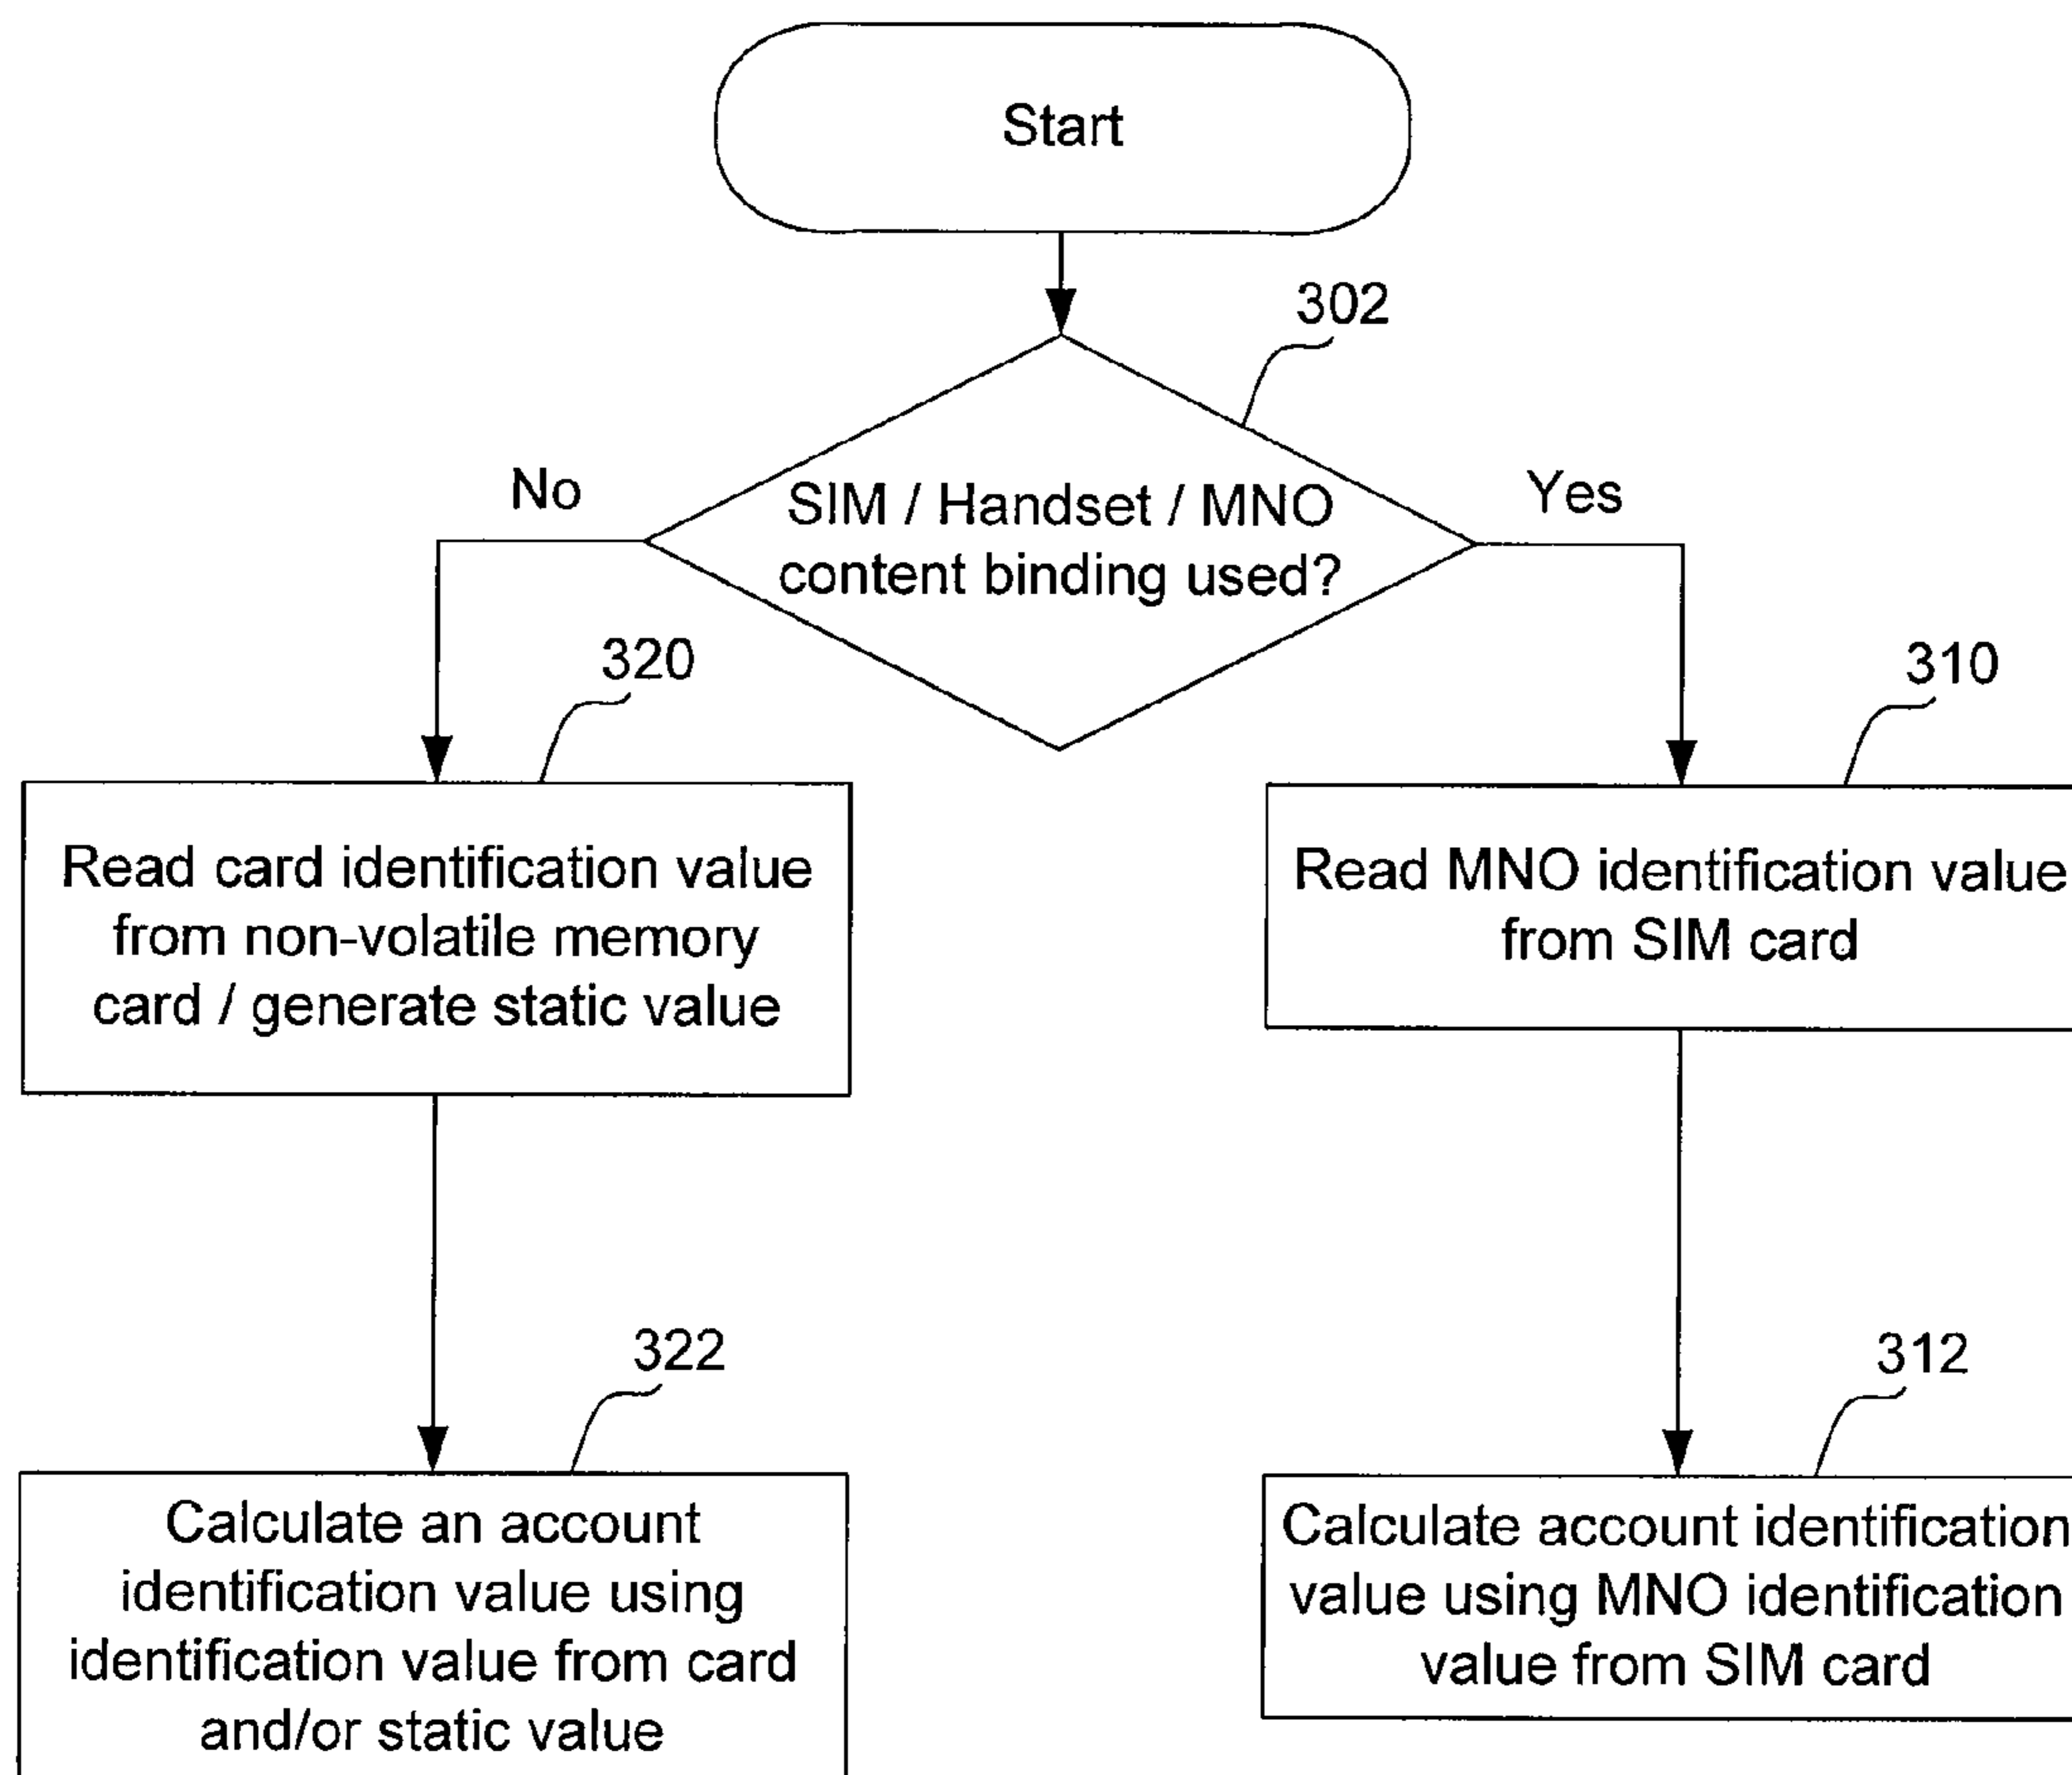 Start
302
No
SIM / Handset / MNO
content binding used?
Yes
320
310
Read card identification value
from non-volatile memory
card / generate static value
Read MNO identification value
from SIM card
322
312
Calculate an account
identification value using
identification value from card
and/or static value
Calculate account identification
value using MNO identification
value from SIM card